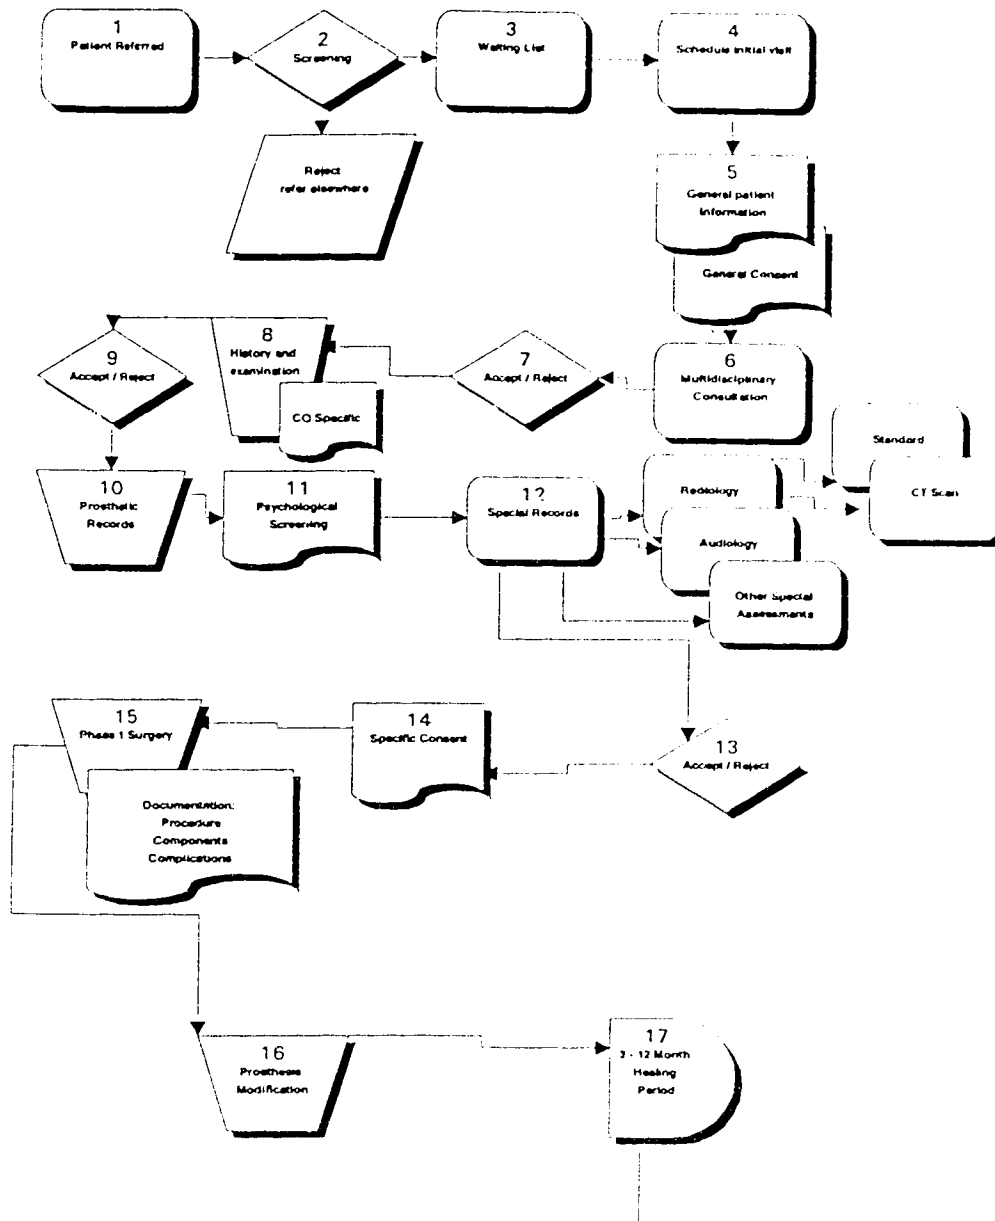 1
Patient Referred
2
Screening
3
Waiting List
4
Schedule initial visit
Reject
refer elsewhere
5
General patient
Information
General Consent
6
Multidisciplinary
Consultation
7
Accept / Reject
8
History and
examination
CO Specific
9
Accept / Reject
10
Prosthetic
Records
11
Psychological
Screening
12
Special Records
Radiology
Standard
CT Scan
Audiology
Other Special
Assessments
13
Accept / Reject
14
Specific Consent
15
Phase 1 Surgery
Documentation:
Procedure
Components
Complications
16
Prosthesis
Modification
17
3 - 12 Month
Healing
Period